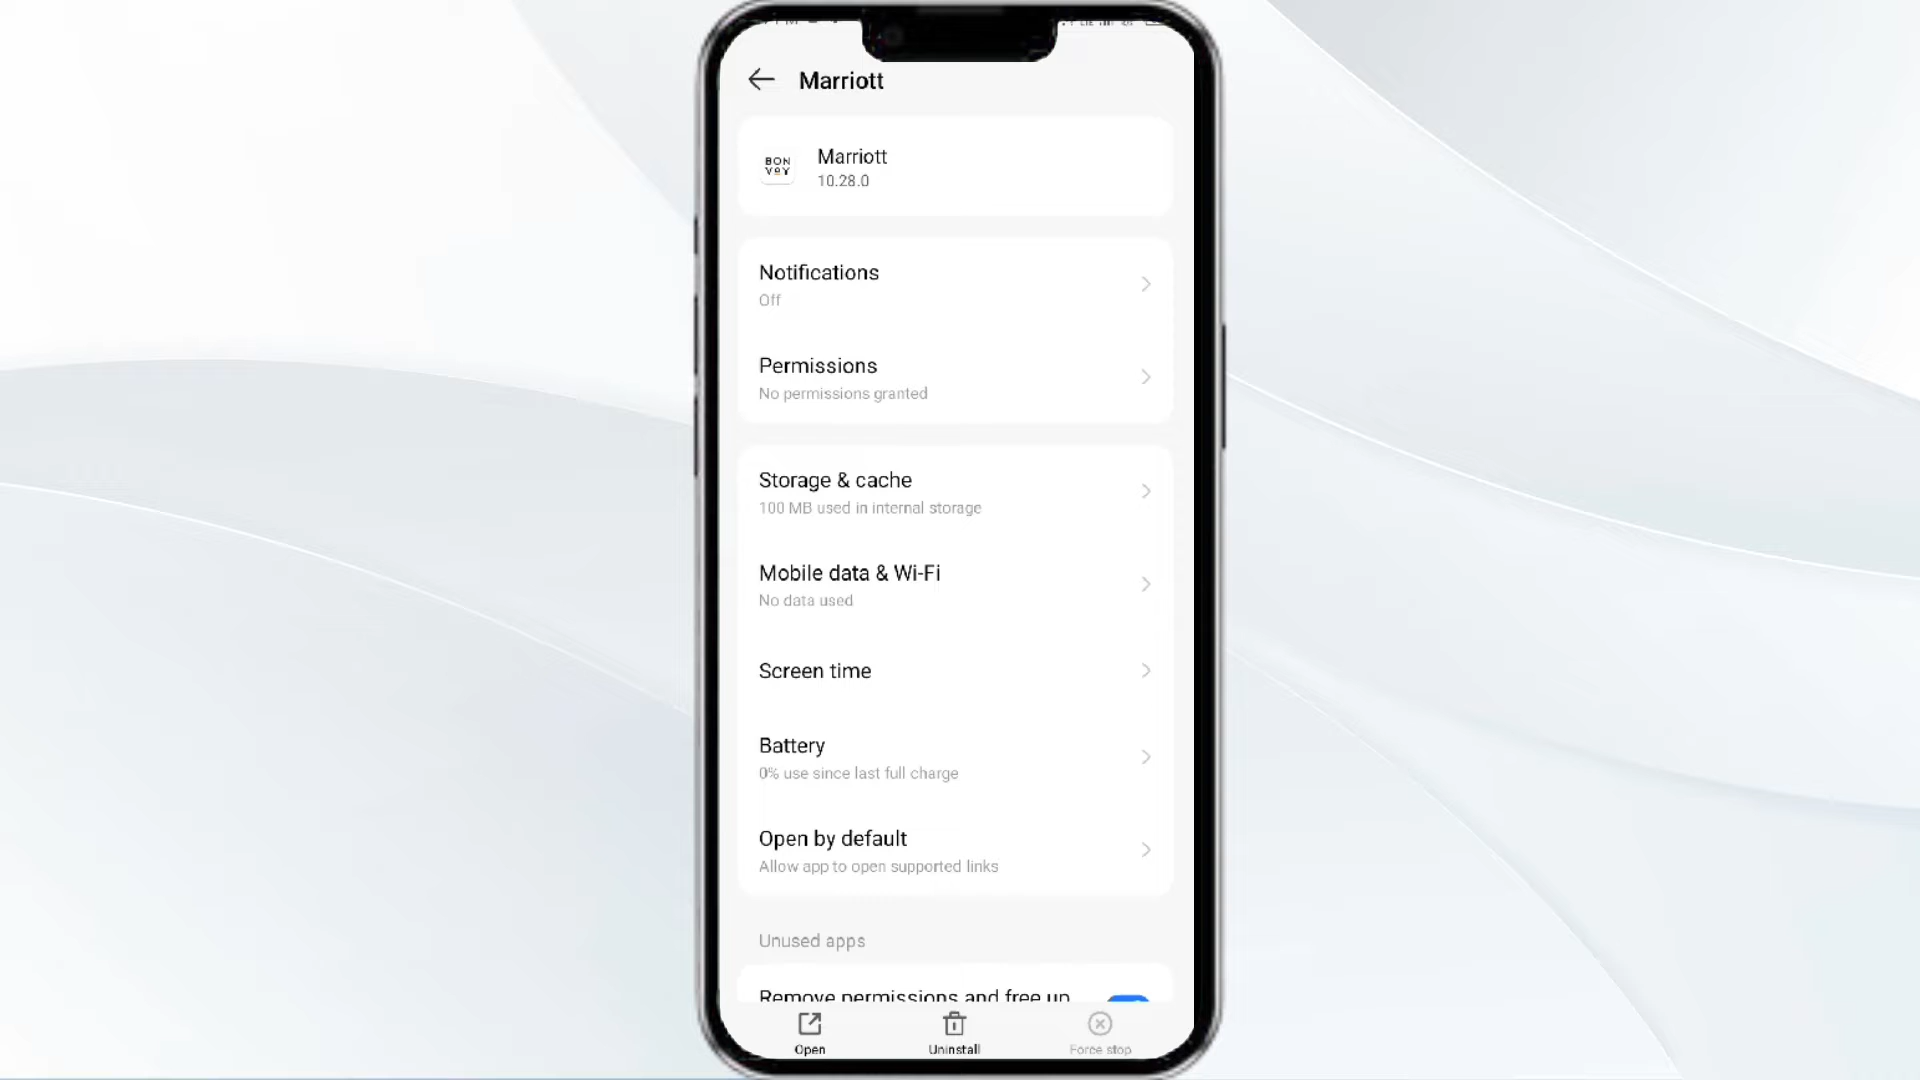 Marriott
BON
VOY
Marriott
10.28.0
Notifications
Off
Permissions
No permissions granted
Storage & cache
100 MB used in internal storage
Mobile data & Wi-Fi
No data used
Screen time
Battery
0% use since last full charge
Open by default
Allow app to open supported links
Unused apps
Remove permissions and free up
Open
Uninstall
Force stop